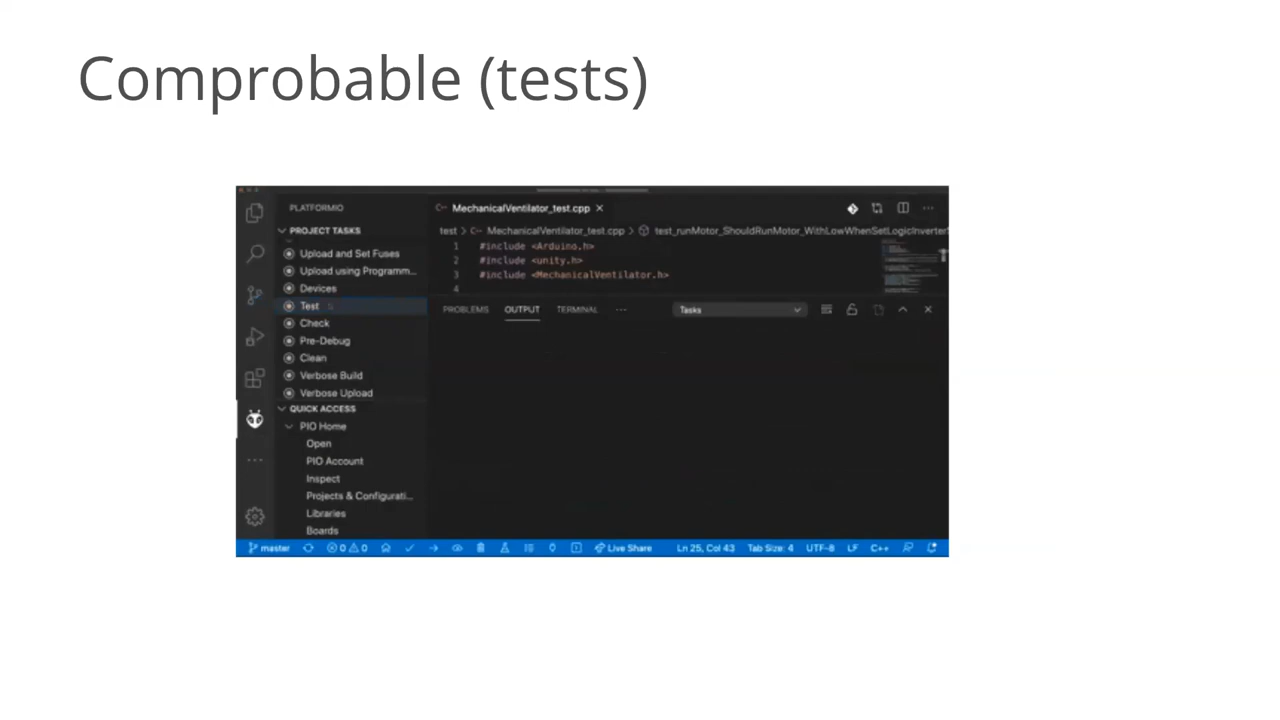 Comprobable (tests)
PLATFORMIO
PROJECT TASKS
Upload and Set Fuses
Upload using Programm...
Devices
Test
Check
Pre-Debug
Clean
Verbose Build
Verbose Upload
QUICK ACCESS
PIO Home
Open
PIO Account
Inspect
Projects & Configurati...
Libraries
Boards
MechanicalVentilator_test.cpp
test > MechanicalVentilator_test.cpp > test_runMotor_ShouldRunMotor_WithLowWhenSetLogicInverter
1 #include <Arduino.h>
2 #include <unity.h>
3 #include <MechanicalVentilator.h>
4
PROBLEMS OUTPUT TERMINAL ... Tasks
master 0 0 Live Share Ln 25, Col 43 Tab Size: 4 UTF-8 LF C++